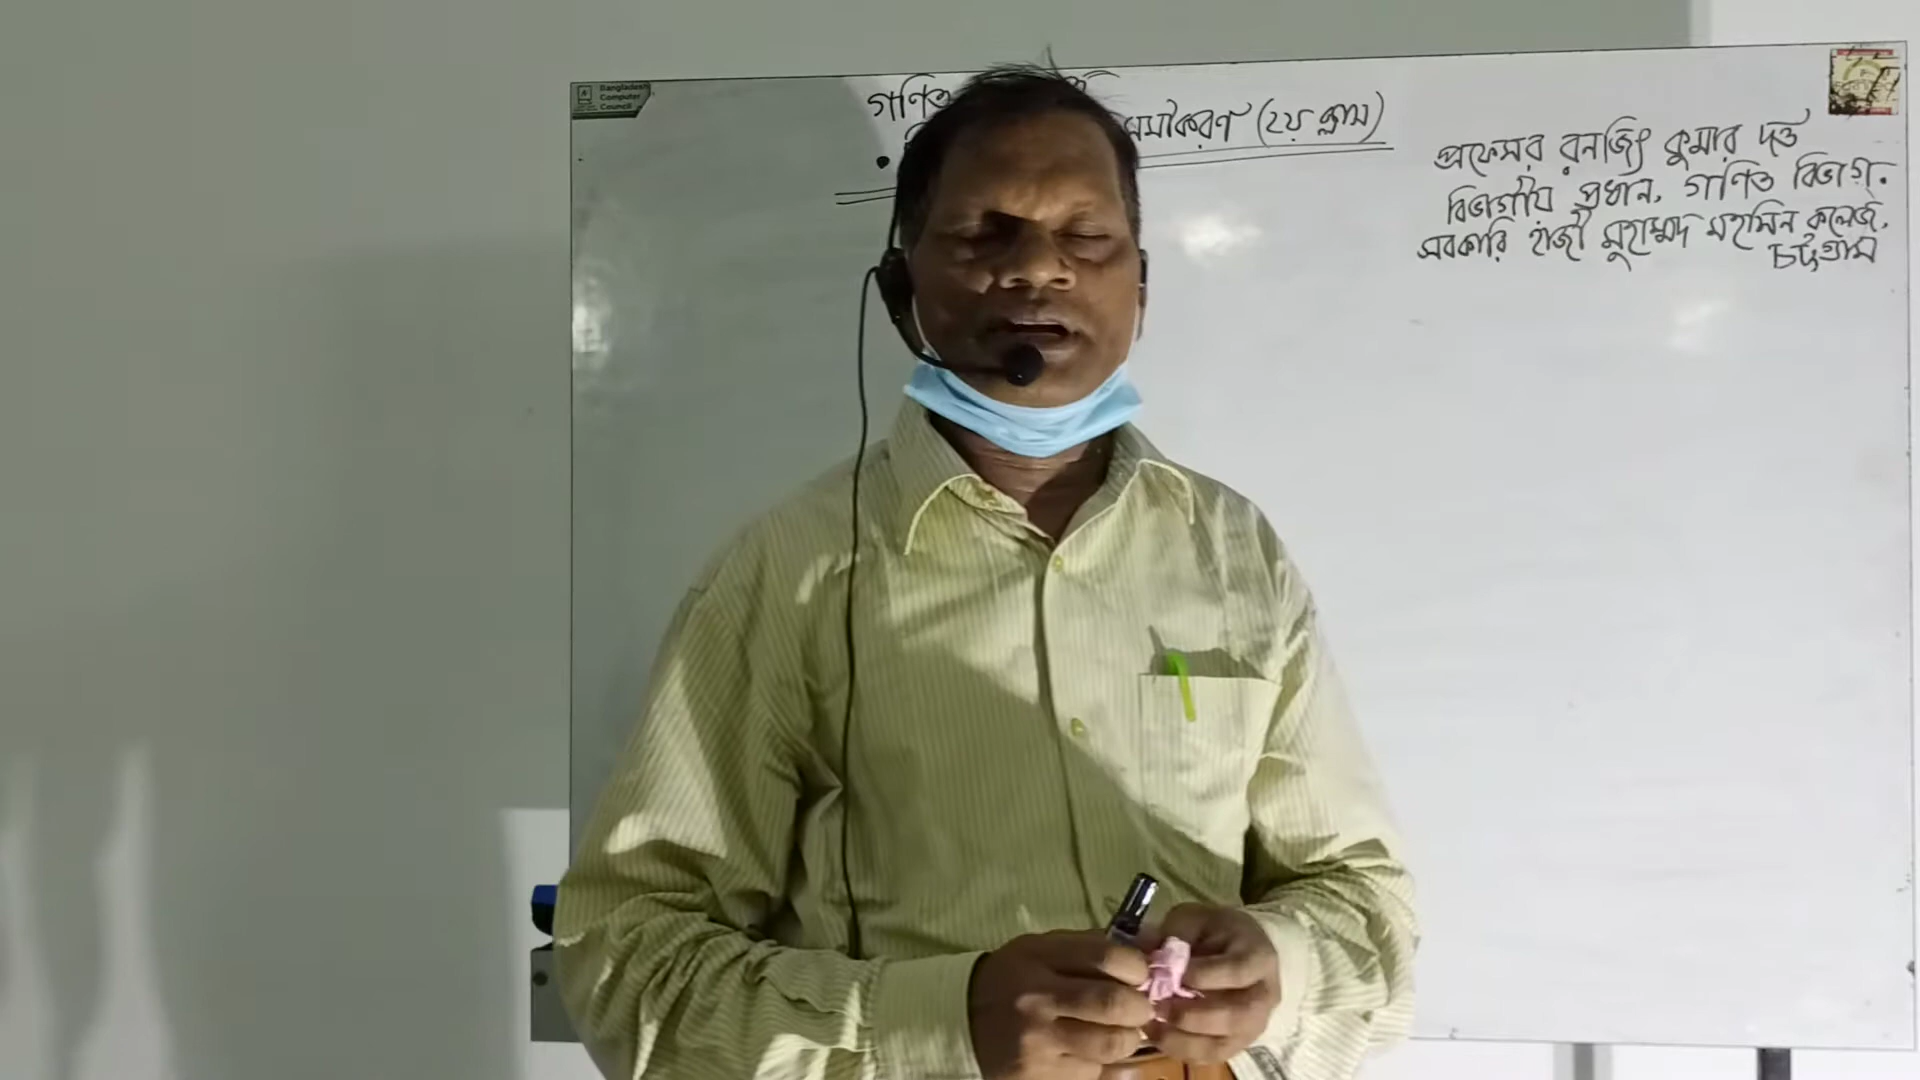 Bangladesh
Computer
Council
গণিত
সমীকরণ (২য় ক্লাস)
প্রফেসর রনজিৎ কুমার দত্ত
বিভাগীয় প্রধান, গণিত বিভাগ.
সরকারি হাজী মুহাম্মদ মহসিন কলেজ,
চট্টগ্রাম